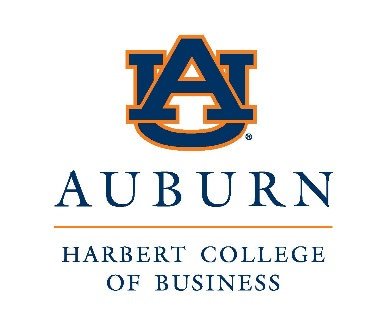 AU®
AUBURN
HARBERT COLLEGE
OF BUSINESS